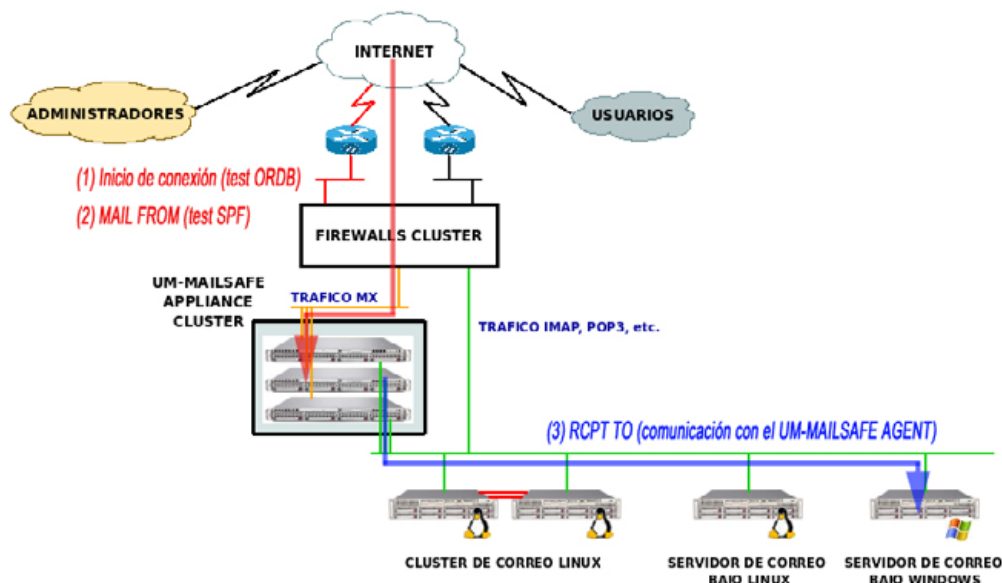 INTERNET
ADMINISTRADORES
USUARIOS
(1) Inicio de conexión (test ORDB)
(2) MAIL FROM (test SPF)
FIREWALLS CLUSTER
UM-MAILSAFE
APPLIANCE
CLUSTER
TRAFICO MX
TRAFICO IMAP, POP3, etc.
(3) RCPT TO (comunicación con el UM-MAILSAFE AGENT)
CLUSTER DE CORREO LINUX
SERVIDOR DE CORREO
BAJO LINUX
SERVIDOR DE CORREO
BAJO WINDOWS